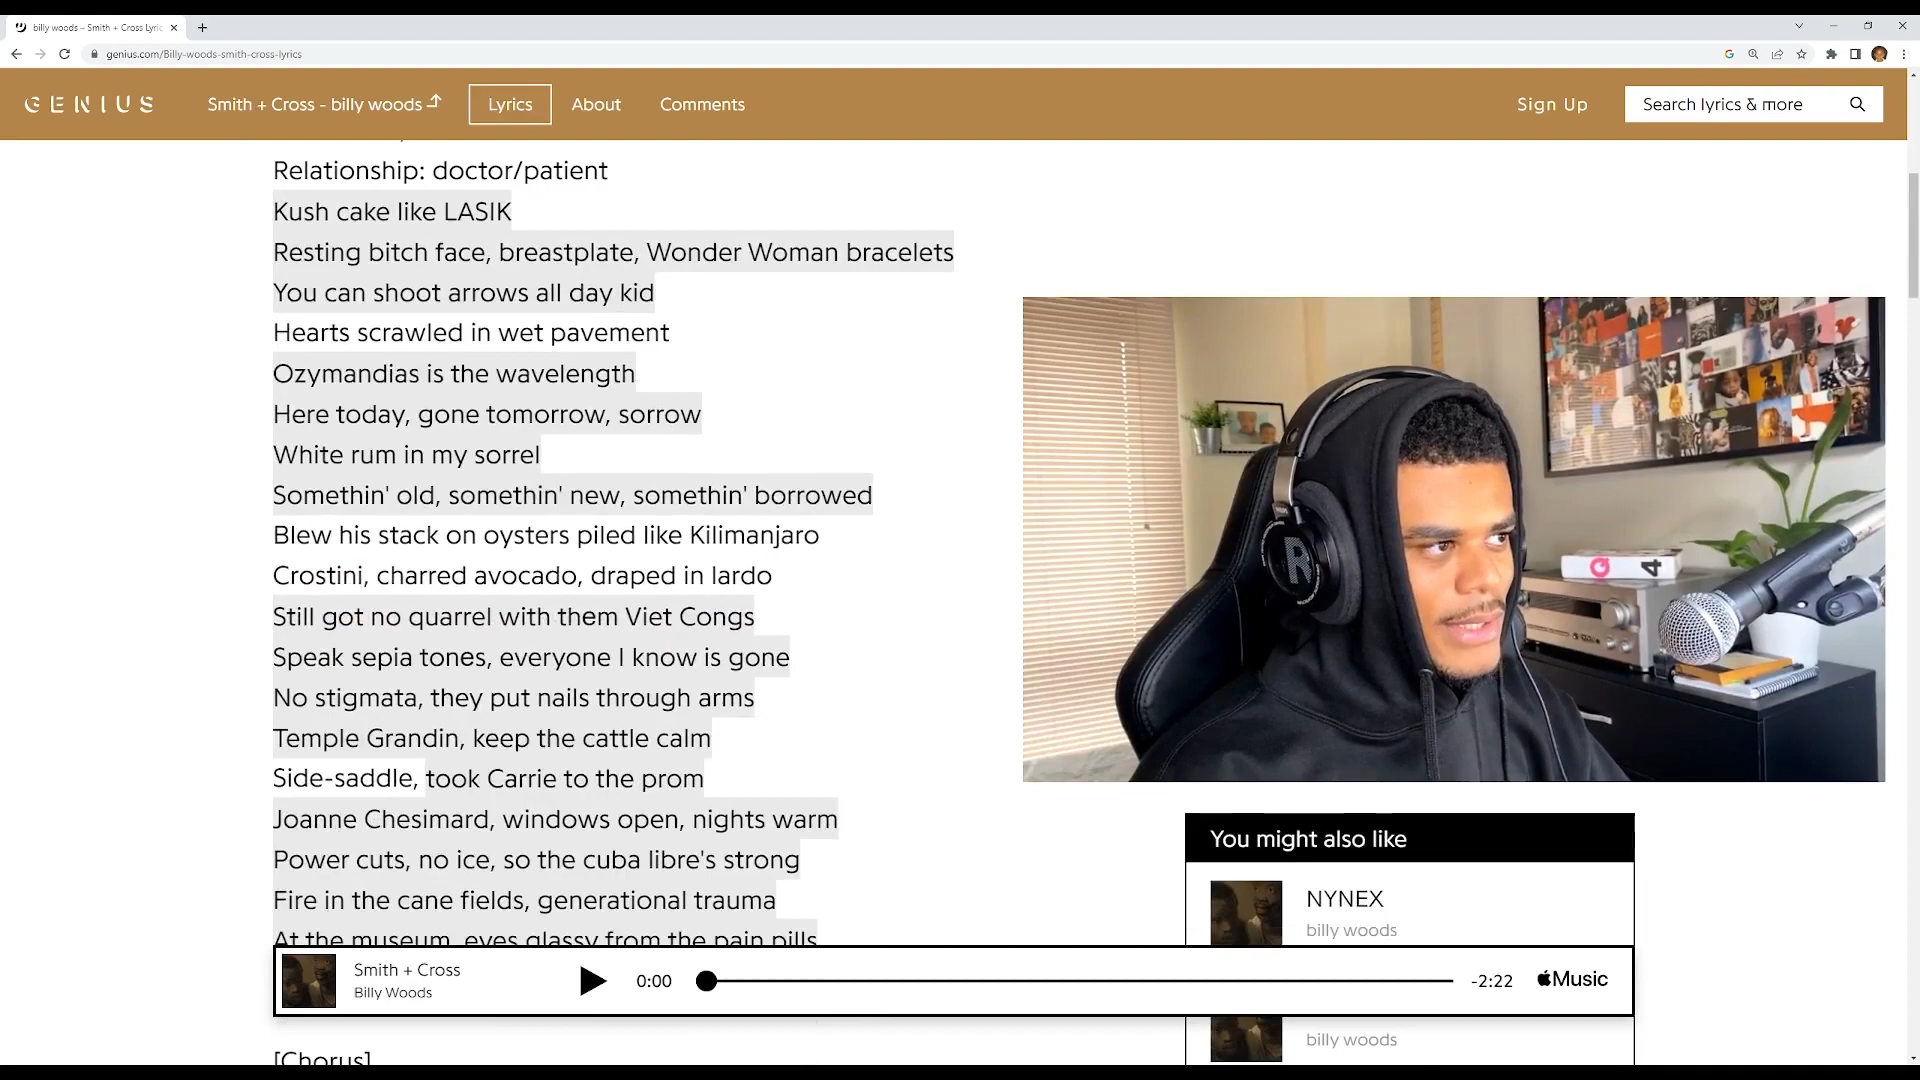 billy woods – Smith + Cross Lyric
genius.com/Billy-woods-smith-cross-lyrics
GENIUS
Smith + Cross - billy woods
Lyrics
About
Comments
Sign Up
Search lyrics & more
Relationship: doctor/patient
Kush cake like LASIK
Resting bitch face, breastplate, Wonder Woman bracelets
You can shoot arrows all day kid
Hearts scrawled in wet pavement
Ozymandias is the wavelength
Here today, gone tomorrow, sorrow
White rum in my sorrel
Somethin' old, somethin' new, somethin' borrowed
Blew his stack on oysters piled like Kilimanjaro
Crostini, charred avocado, draped in lardo
Still got no quarrel with them Viet Congs
Speak sepia tones, everyone I know is gone
No stigmata, they put nails through arms
Temple Grandin, keep the cattle calm
Side-saddle, took Carrie to the prom
Joanne Chesimard, windows open, nights warm
Power cuts, no ice, so the cuba libre's strong
Fire in the cane fields, generational trauma
At the museum, eyes glassy from the pain pills
R
4
You might also like
NYNEX
billy woods
Smith + Cross
Billy Woods
0:00
-2:22
Music
billy woods
[Chorus]